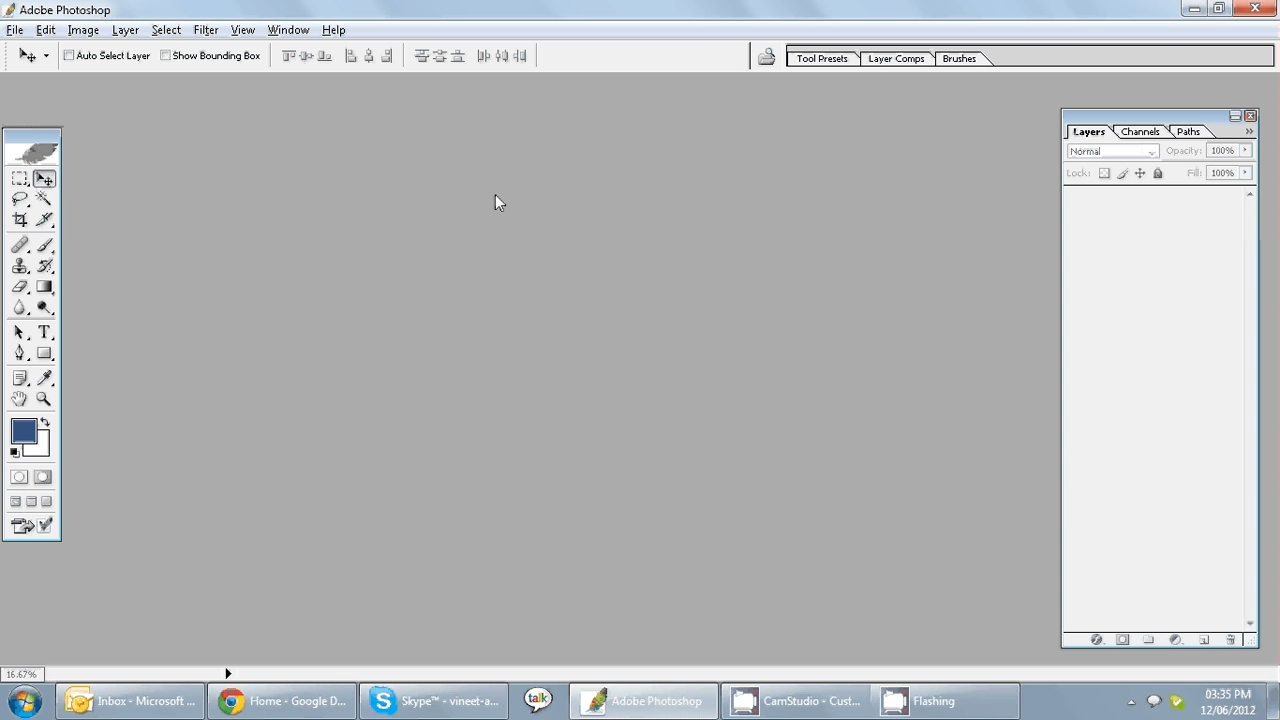 Adobe Photoshop
File Edit Image Layer Select Filter View Window Help
Auto Select Layer Show Bounding Box Tool Presets Layer Comps Brushes
Layers Channels Paths
Normal Opacity: 100%
Lock: Fill: 100%
T
16.67%
Inbox - Microsoft ... Home - Google D... Skype™ - vineet-a... talk Adobe Photoshop CamStudio - Cust... Flashing
03:35 PM
12/06/2012